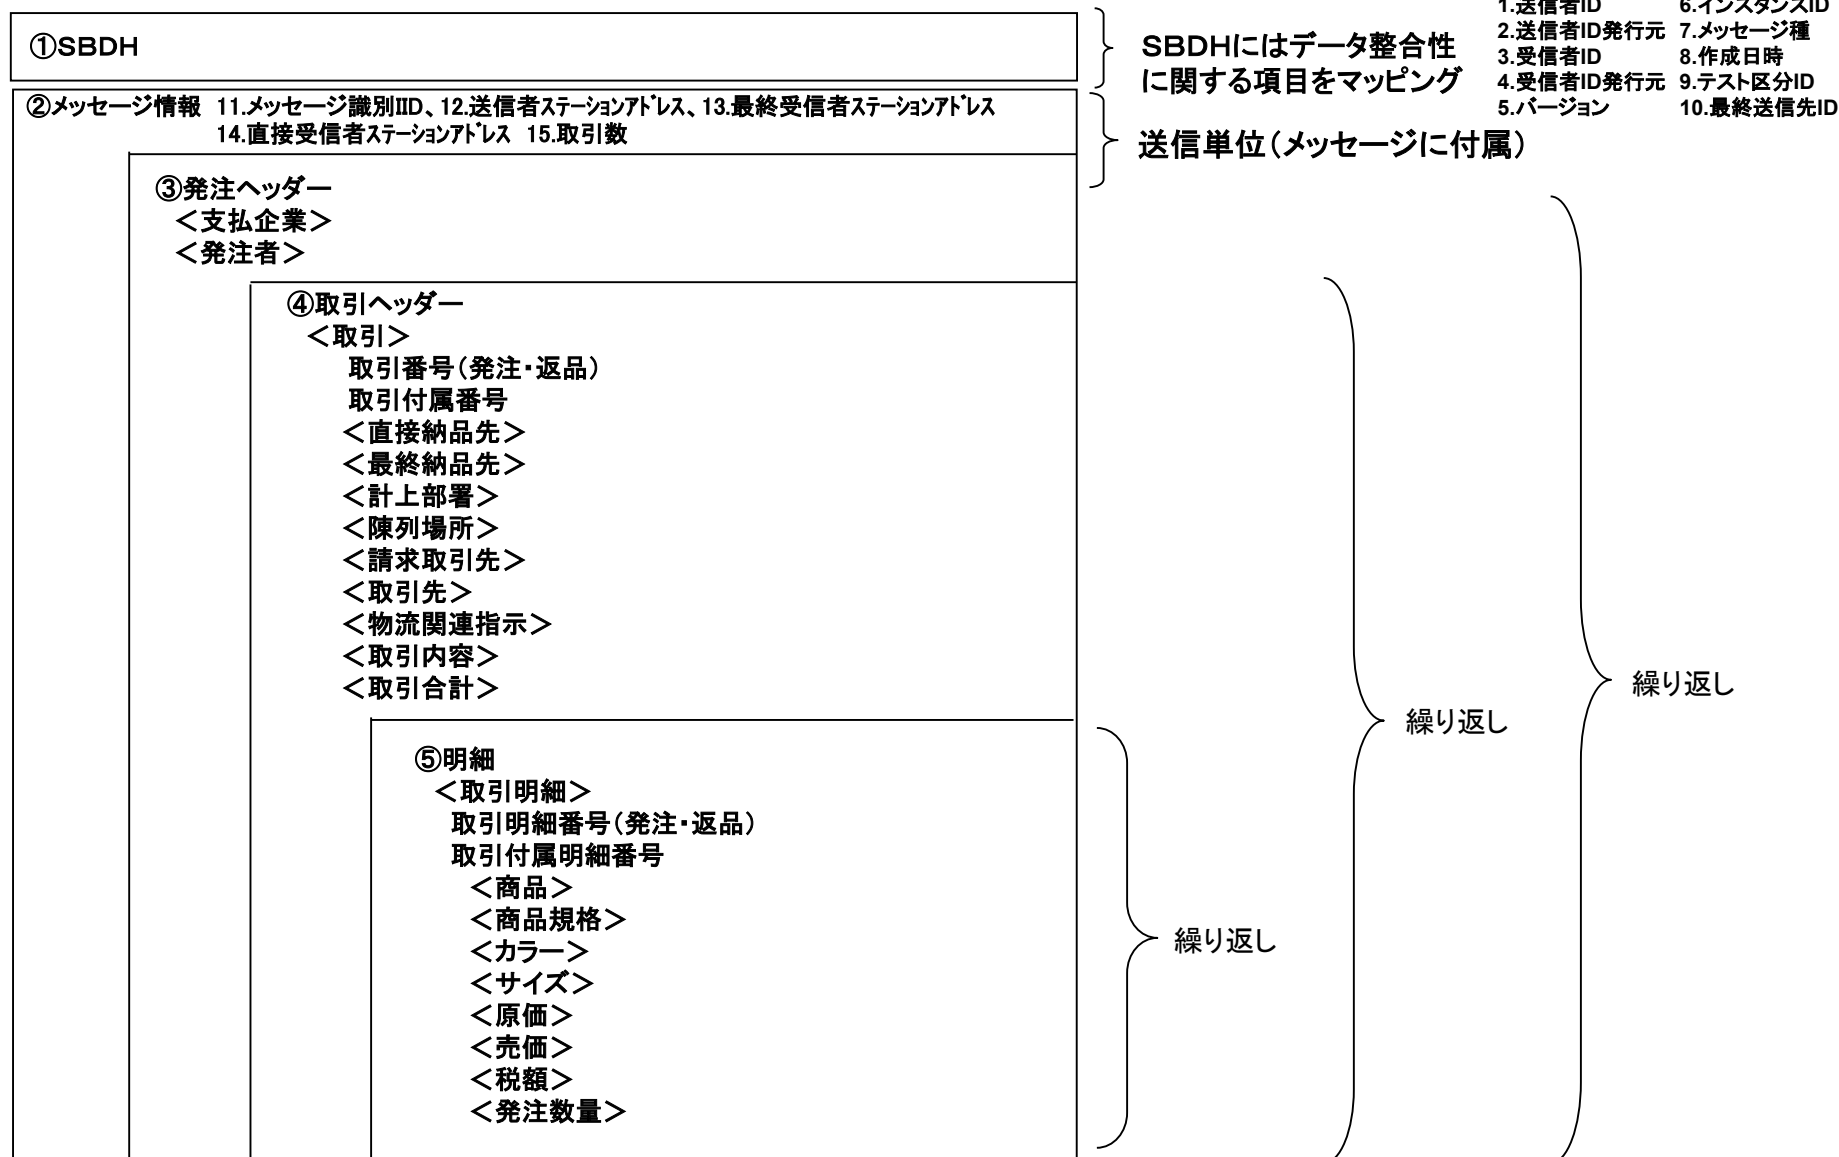 ①SBDH
SBDHにはデータ整合性
に関する項目をマッピング
1.送信者ID 6.インスタンスID
2.送信者ID発行元 7.メッセージ種
3.受信者ID 8.作成日時
4.受信者ID発行元 9.テスト区分ID
5.バージョン 10.最終送信先ID
②メッセージ情報 11.メッセージ識別IID、12.送信者ステーションアドレス、13.最終受信者ステーションアドレス
14.直接受信者ステーションアドレス 15.取引数
送信単位(メッセージに付属)
③発注ヘッダー
<支払企業>
<発注者>
④取引ヘッダー
<取引>
取引番号(発注・返品)
取引付属番号
<直接納品先>
<最終納品先>
<計上部署>
<陳列場所>
<請求取引先>
<取引先>
<物流関連指示>
<取引内容>
<取引合計>
繰り返し
繰り返し
⑤明細
<取引明細>
取引明細番号(発注・返品)
取引付属明細番号
<商品>
<商品規格>
<カラー>
<サイズ>
<原価>
<売価>
<税額>
<発注数量>
繰り返し